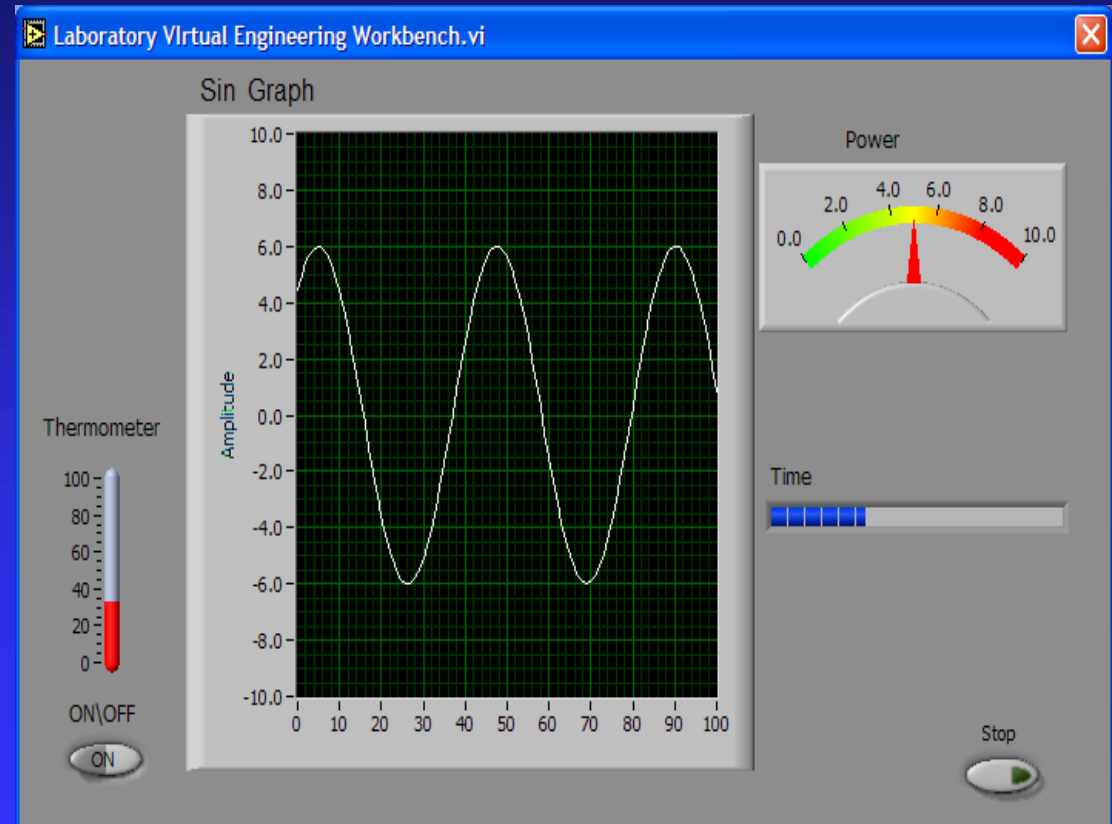 Laboratory VIrtual Engineering Workbench.vi
Sin Graph
10.0
8.0
6.0
4.0
2.0
0.0
-2.0
-4.0
-6.0
-8.0
-10.0
Amplitude
0 10 20 30 40 50 60 70 80 90 100
Thermometer
100
80
60
40
20
0
ON\OFF
ON
Power
0.0 2.0 4.0 6.0 8.0 10.0
Time
Stop